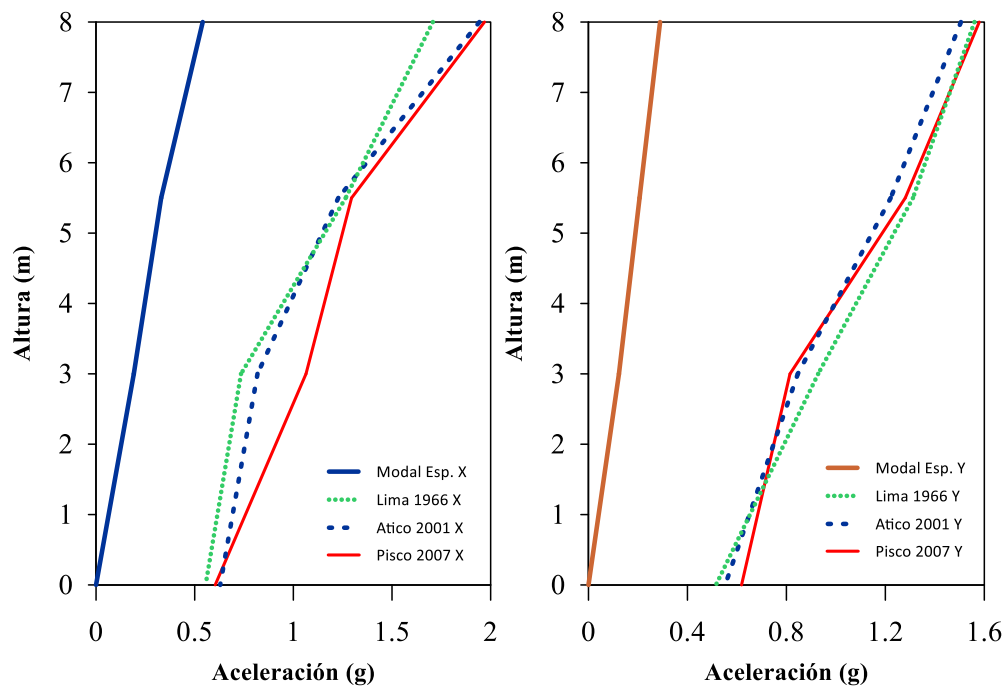 8
7
6
5
4
3
2
1
0
Altura (m)
Modal Esp. X
Lima 1966 X
Atico 2001 X
Pisco 2007 X
0 0.5 1 1.5 2
Aceleración (g)
8
7
6
5
4
3
2
1
0
Altura (m)
Modal Esp. Y
Lima 1966 Y
Atico 2001 Y
Pisco 2007 Y
0 0.4 0.8 1.2 1.6
Aceleración (g)